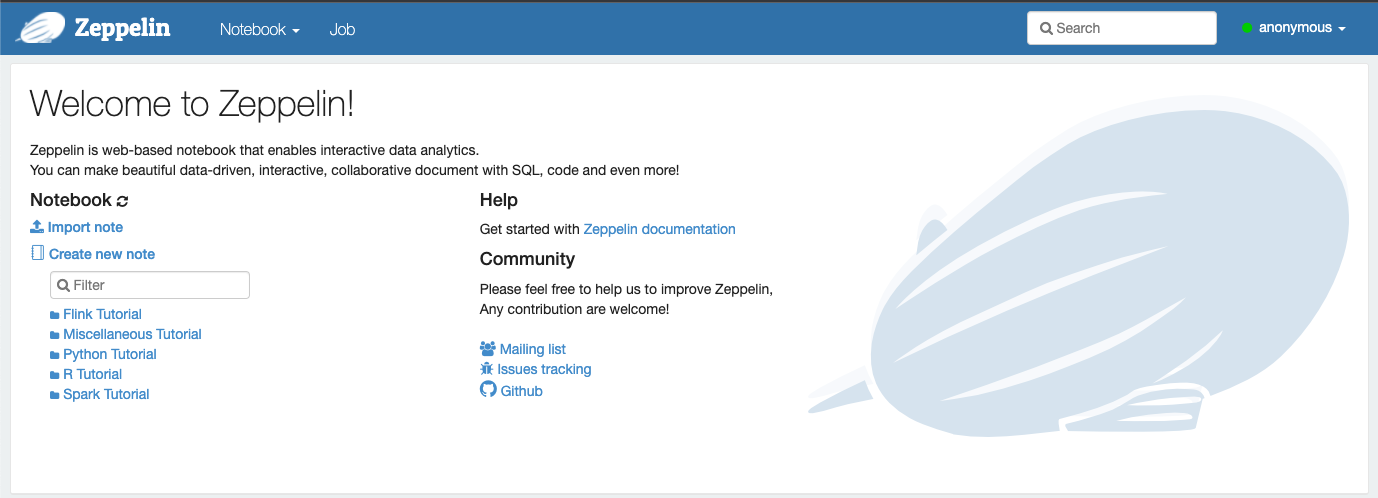 Zeppelin
Notebook
Job
Search
anonymous
Welcome to Zeppelin!
Zeppelin is web-based notebook that enables interactive data analytics.
You can make beautiful data-driven, interactive, collaborative document with SQL, code and even more!
Notebook
Import note
Create new note
Filter
Flink Tutorial
Miscellaneous Tutorial
Python Tutorial
R Tutorial
Spark Tutorial
Help
Get started with Zeppelin documentation
Community
Please feel free to help us to improve Zeppelin,
Any contribution are welcome!
Mailing list
Issues tracking
Github